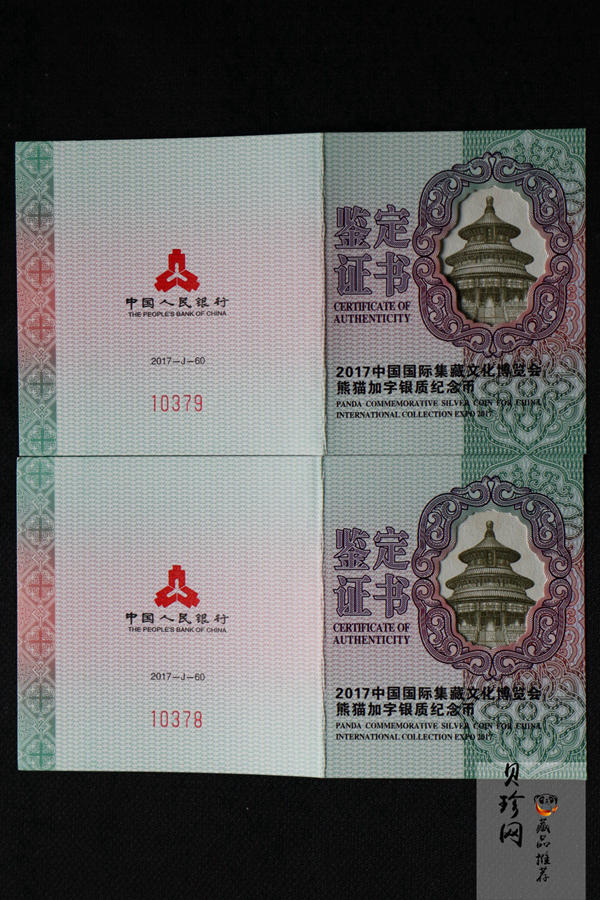 中国人民银行
THE PEOPLE'S BANK OF CHINA
2017-J-60
10379
鉴定
证书
CERTIFICATE OF
AUTHENTICITY
2017中国国际集藏文化博览会
熊猫加字银质纪念币
PANDA COMMEMORATIVE SILVER COIN FOR CHINA
INTERNATIONAL COLLECTION EXPO 2017
中国人民银行
THE PEOPLE'S BANK OF CHINA
2017-J-60
10378
鉴定
证书
CERTIFICATE OF
AUTHENTICITY
2017中国国际集藏文化博览会
熊猫加字银质纪念币
PANDA COMMEMORATIVE SILVER COIN FOR CHINA
INTERNATIONAL COLLECTION EXPO 2017
贝珍网
藏品推荐